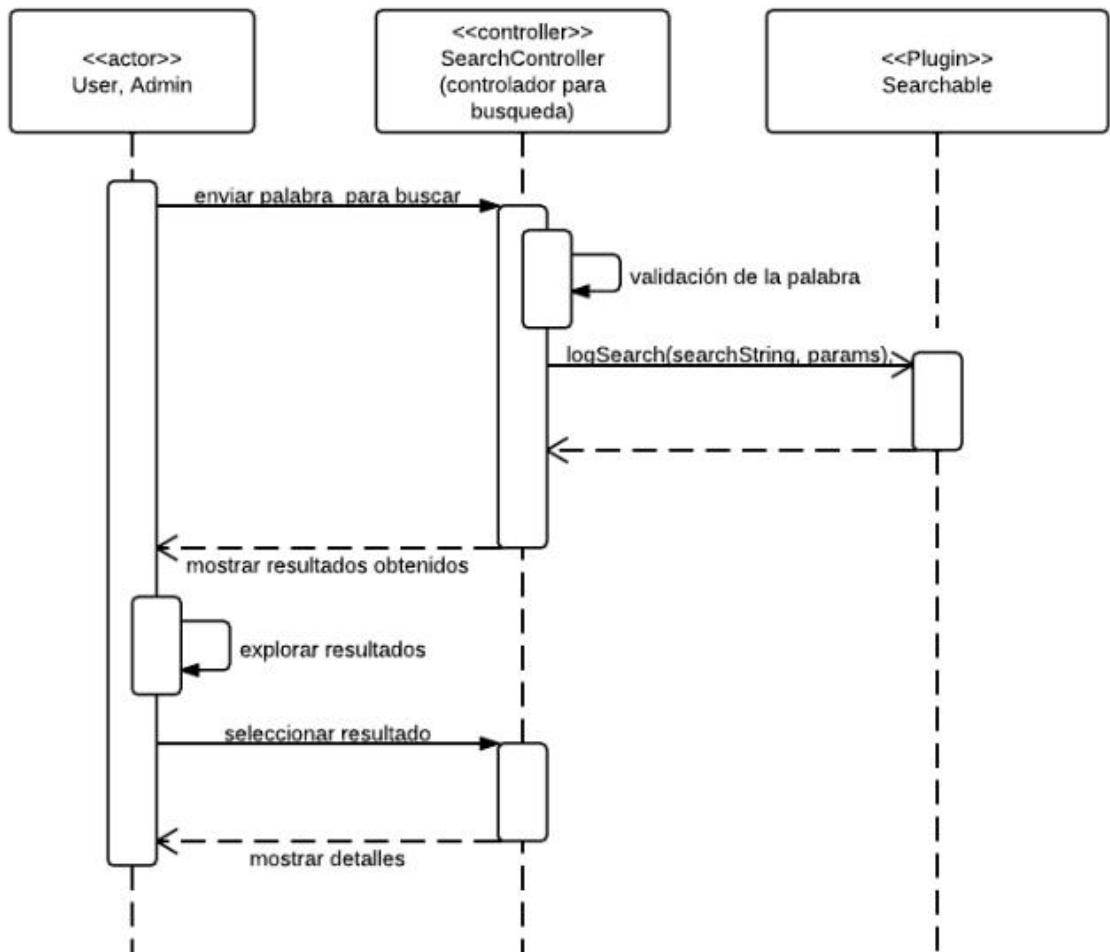 <<actor>>
User, Admin
<<controller>>
SearchController
(controlador para
busqueda)
<<Plugin>>
Searchable
enviar palabra para buscar
validación de la palabra
logSearch(searchString, params)
mostrar resultados obtenidos
explorar resultados
seleccionar resultado
mostrar detalles